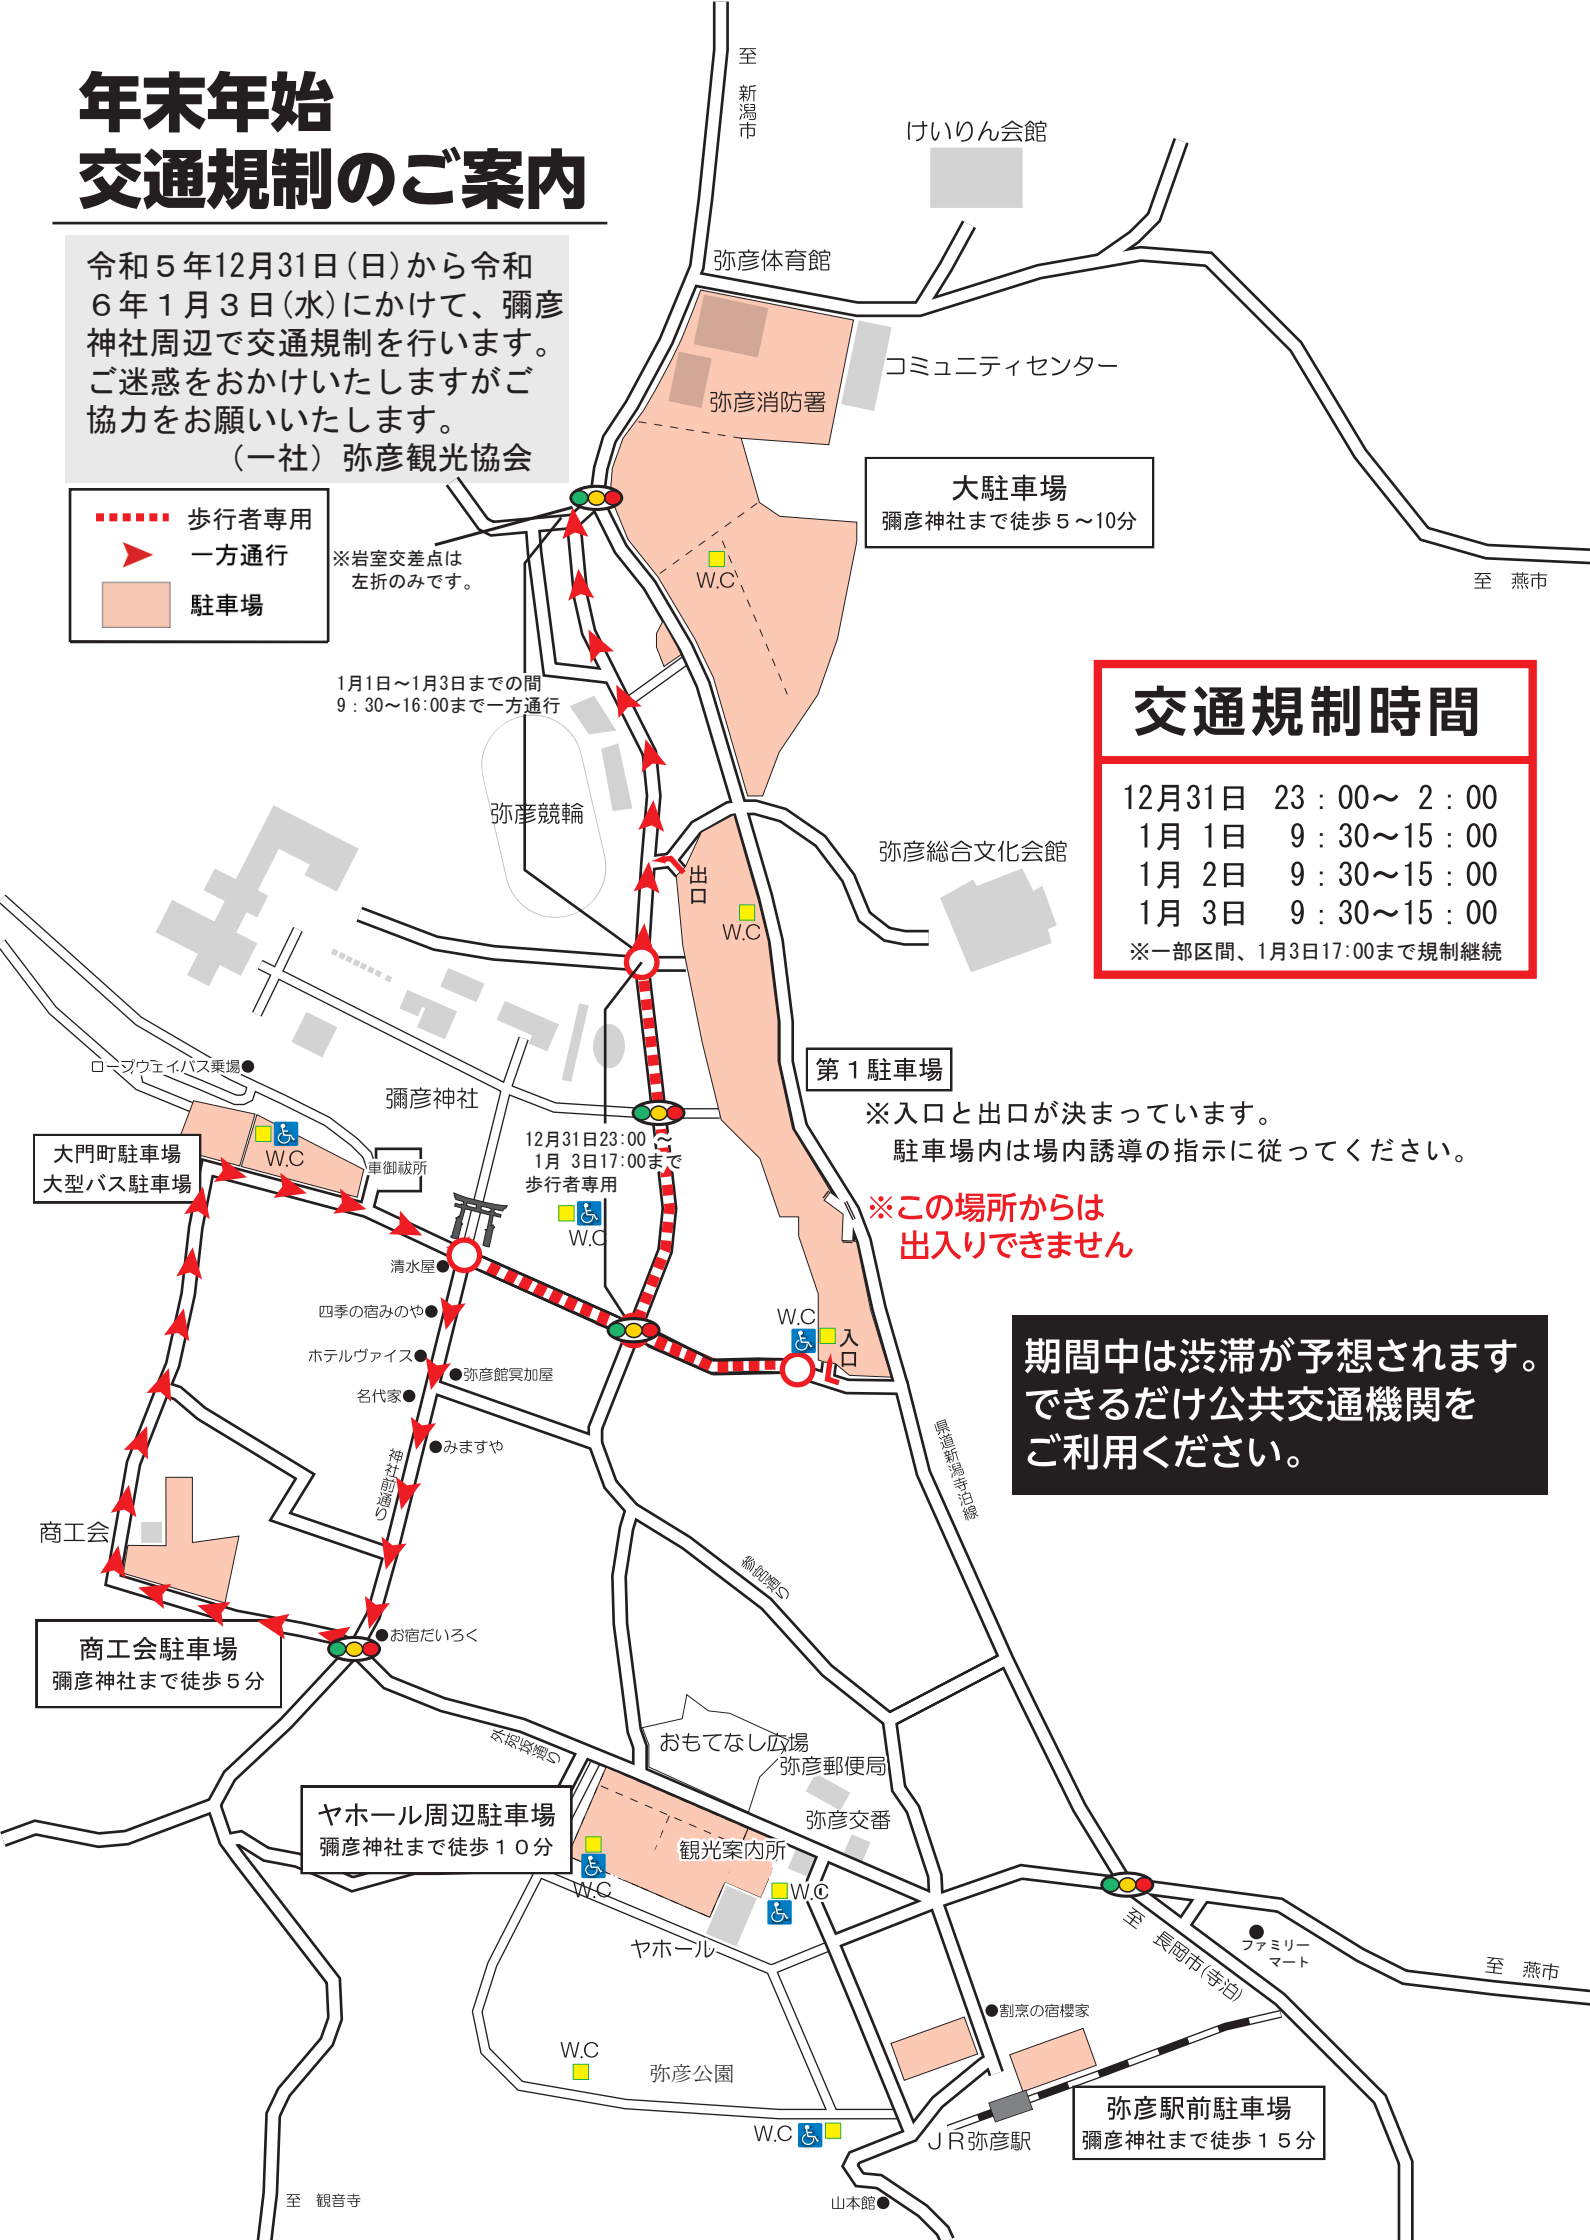 年末年始
交通規制のご案内
令和５年12月31日(日)から令和
６年１月３日(水)にかけて、彌彦
神社周辺で交通規制を行います。
ご迷惑をおかけいたしますがご
協力をお願いいたします。
（一社）弥彦観光協会
歩行者専用
一方通行
駐車場
※岩室交差点は
左折のみです。
至　新潟市
けいりん会館
弥彦体育館
コミュニティセンター
弥彦消防署
大駐車場
彌彦神社まで徒歩５～10分
W.C
至　燕市
1月1日～1月3日までの間
9：30～16:00まで一方通行
交通規制時間
12月31日　23：00～ 2：00
1月 1日　9：30～15：00
1月 2日　9：30～15：00
1月 3日　9：30～15：00
※一部区間、1月3日17:00まで規制継続
弥彦競輪
弥彦総合文化会館
出口
W.C
ロープウェイバス乗場
彌彦神社
第１駐車場
※入口と出口が決まっています。
駐車場内は場内誘導の指示に従ってください。
大門町駐車場
大型バス駐車場
W.C
車御祓所
12月31日23:00 ～
1月 3日17:00まで
歩行者専用
W.C
※この場所からは
出入りできません
清水屋
四季の宿みのや
ホテルヴァイス
弥彦館冥加屋
名代家
みますや
神社前通り
W.C
入口
期間中は渋滞が予想されます。
できるだけ公共交通機関を
ご利用ください。
県道新潟寺泊線
商工会
参宮通り
お宿だいろく
商工会駐車場
彌彦神社まで徒歩５分
外苑坂通り
おもてなし広場
弥彦郵便局
弥彦交番
ヤホール周辺駐車場
彌彦神社まで徒歩１０分
観光案内所
W.C
W.C
ヤホール
至　長岡市(寺泊)
ファミリー
マート
至　燕市
割烹の宿櫻家
W.C
弥彦公園
弥彦駅前駐車場
彌彦神社まで徒歩１５分
W.C
ＪＲ弥彦駅
至　観音寺
山本館